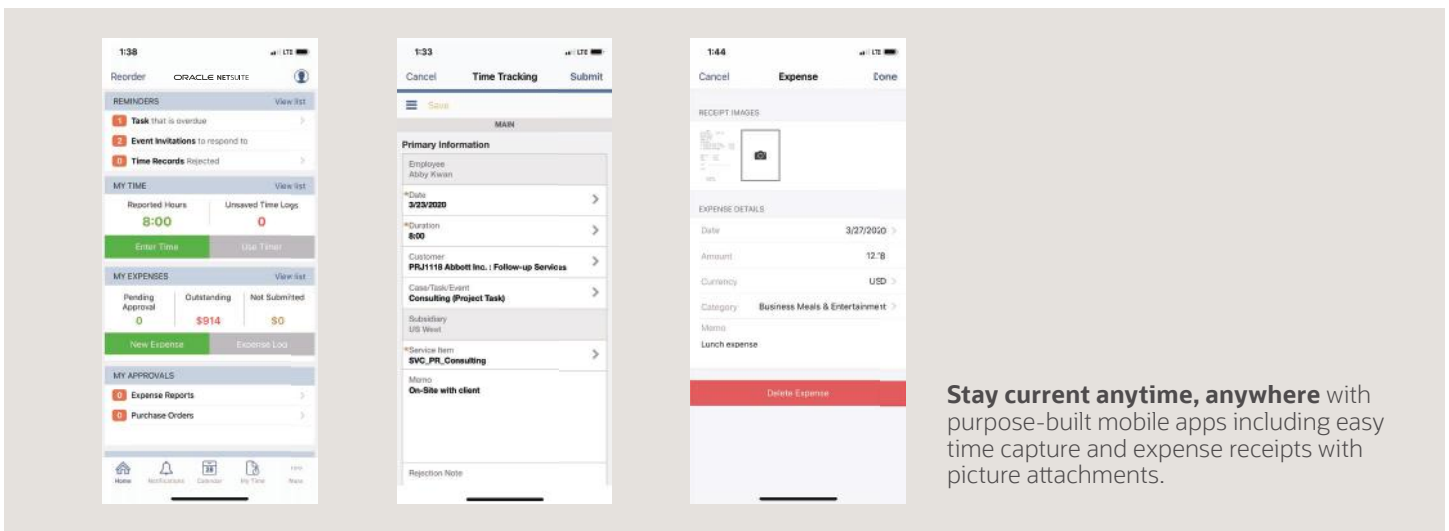 1:38
LTE
Reorder ORACLE NETSUITE
REMINDERS View list
1 Task that is overdue
2 Event Invitations to respond to
0 Time Records Rejected
MY TIME View list
Reported Hours Unsaved Time Logs
8:00 0
Enter Time Use Timer
MY EXPENSES View list
Pending Approval Outstanding Not Submitted
0 $914 $0
New Expense Expense Log
MY APPROVALS
0 Expense Reports
0 Purchase Orders
Home Notifications Calendar My Time More
1:33 LTE
Cancel Time Tracking Submit
Save
MAIN
Primary Information
Employee
Abby Kwan
*Date
3/23/2020
*Duration
8:00
Customer
PRJ1118 Abbott Inc. : Follow-up Services
Case/Task/Event
Consulting (Project Task)
Subsidiary
US West
*Service Item
SVC_PR_Consulting
Memo
On-Site with client
Rejection Note
1:44 LTE
Cancel Expense Done
RECEIPT IMAGES
EXPENSE DETAILS
Date 3/27/2020
Amount
Currency USD
Category Business Meals & Entertainment
Memo
Lunch expense
Delete Expense
Stay current anytime, anywhere with
purpose-built mobile apps including easy
time capture and expense receipts with
picture attachments.